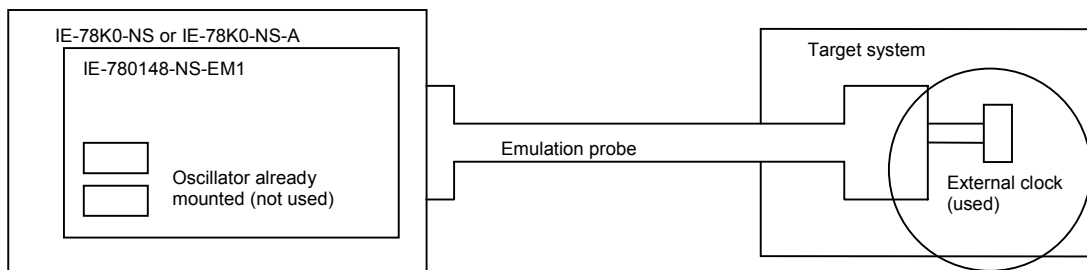 IE-78K0-NS or IE-78K0-NS-A
IE-780148-NS-EM1
Oscillator already
mounted (not used)
Emulation probe
Target system
External clock
(used)